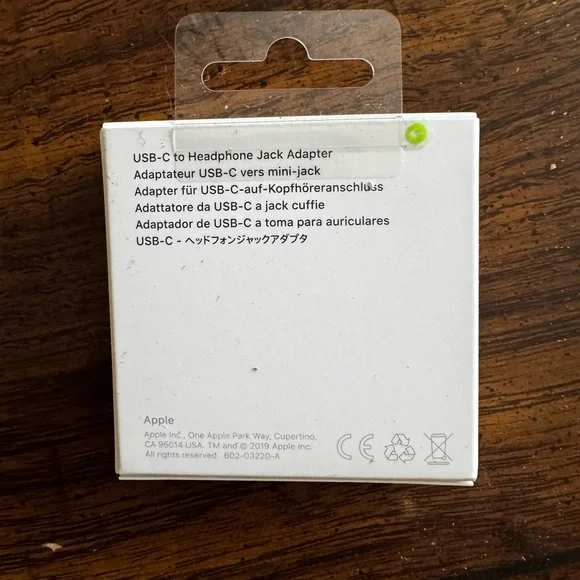 USB-C to Headphone Jack Adapter
Adaptateur USB-C vers mini-jack
Adapter für USB-C-auf-Kopfhöreranschluss
Adattatore da USB-C a jack cuffie
Adaptador de USB-C a toma para auriculares
USB-C - ヘッドフォンジャックアダプタ
Apple
Apple Inc., One Apple Park Way, Cupertino,
CA 95014 USA. TM and © 2019 Apple Inc.
All rights reserved. 602-03220-A
CE